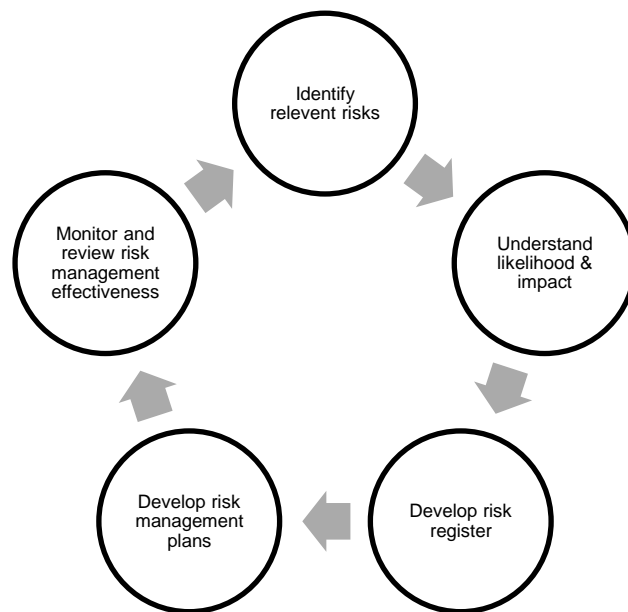 Identify
relevent risks
Understand
likelihood &
impact
Develop risk
register
Develop risk
management
plans
Monitor and
review risk
management
effectiveness